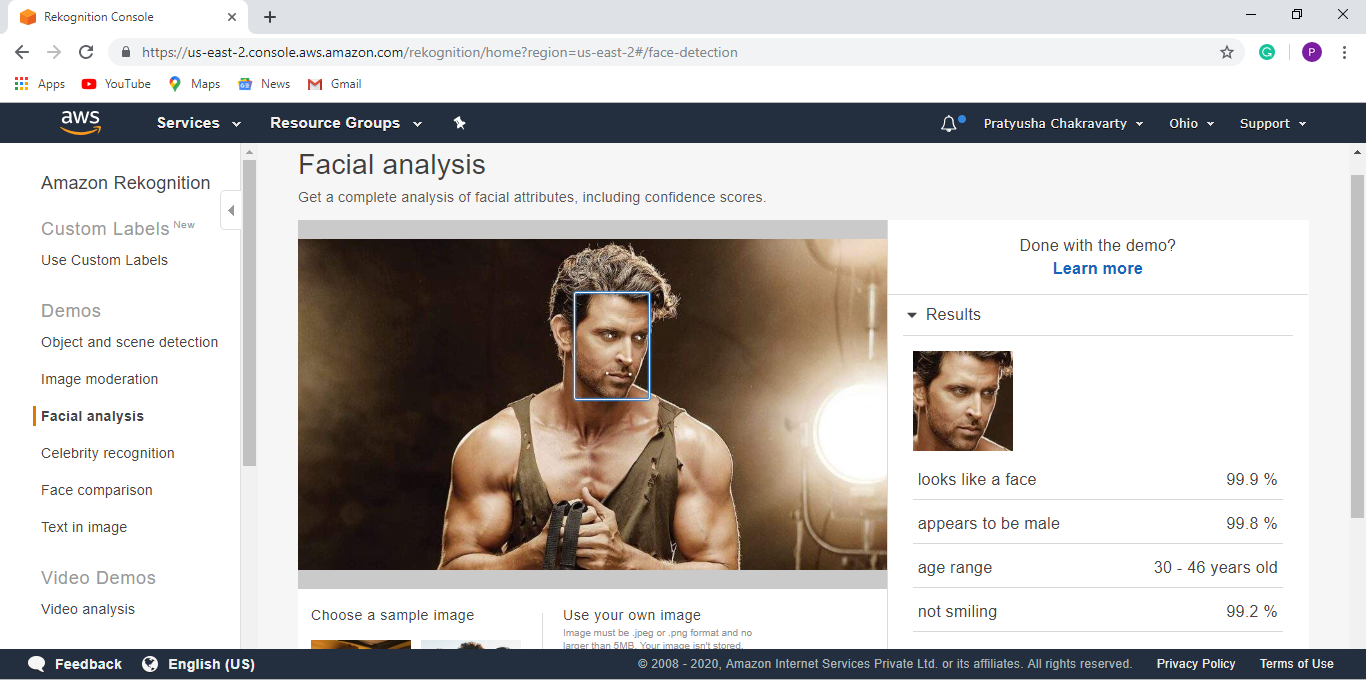 Rekognition Console
https://us-east-2.console.aws.amazon.com/rekognition/home?region=us-east-2#/face-detection
P
Apps YouTube Maps News Gmail
aws Services Resource Groups Pratyusha Chakravarty Ohio Support
Amazon Rekognition
Custom Labels New
Use Custom Labels
Demos
Object and scene detection
Image moderation
Facial analysis
Celebrity recognition
Face comparison
Text in image
Video Demos
Video analysis
Facial analysis
Get a complete analysis of facial attributes, including confidence scores.
Choose a sample image
Use your own image
Image must be .jpeg or .png format and no
larger than 5MB. Your image isn't stored.
Done with the demo?
Learn more
Results
looks like a face 99.9 %
appears to be male 99.8 %
age range 30 - 46 years old
not smiling 99.2 %
Feedback English (US) © 2008 - 2020, Amazon Internet Services Private Ltd. or its affiliates. All rights reserved. Privacy Policy Terms of Use